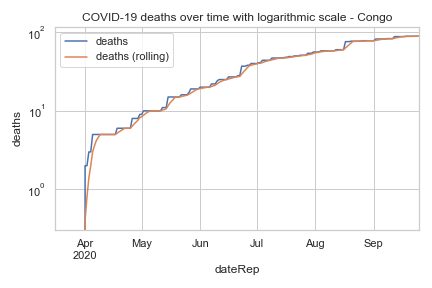 COVID-19 deaths over time with logarithmic scale - Congo
deaths
deaths (rolling)
10²
10¹
10⁰
deaths
Apr May Jun Jul Aug Sep
2020
dateRep